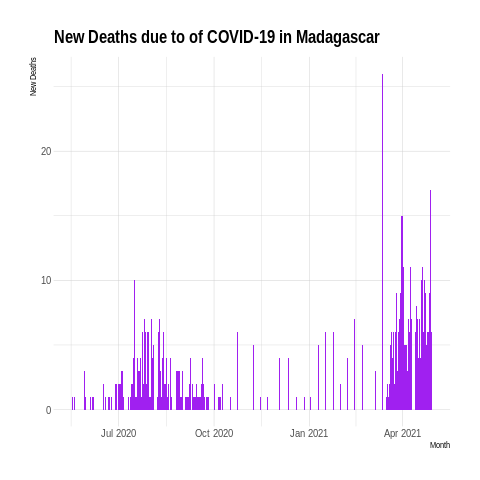 New Deaths due to of COVID-19 in Madagascar
New Deaths
20
10
0
Jul 2020 Oct 2020 Jan 2021 Apr 2021
Month